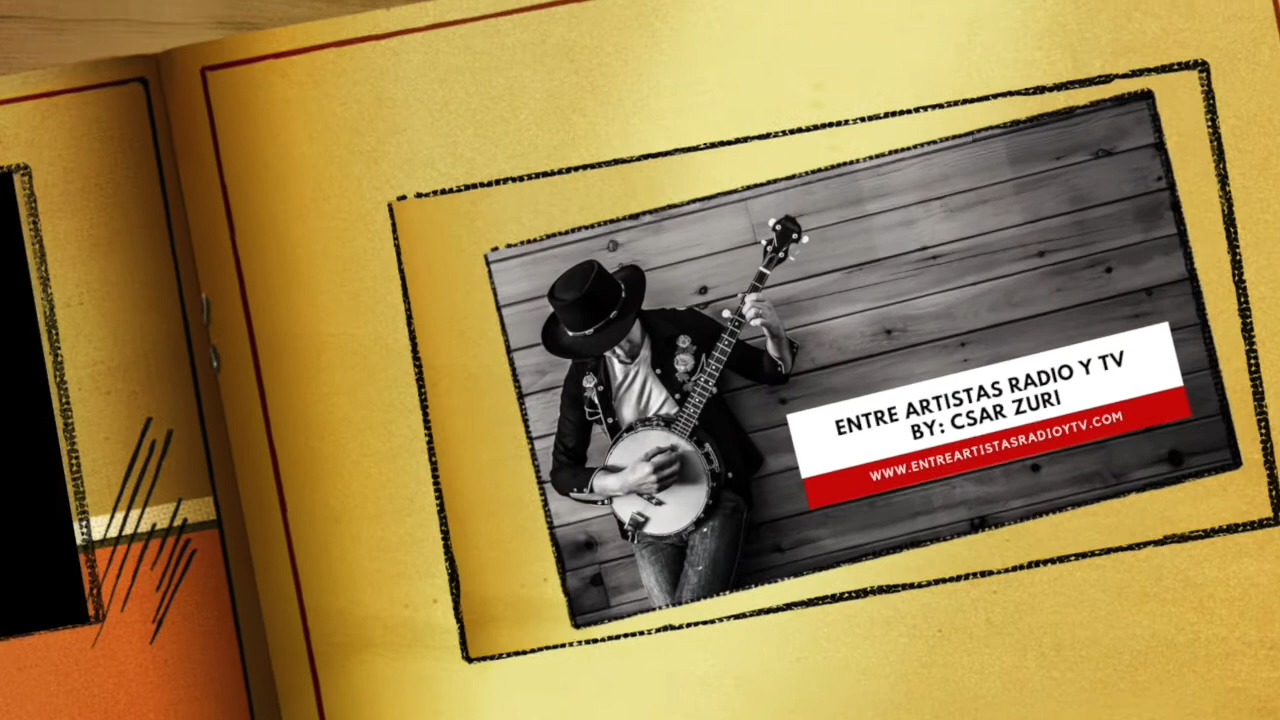 ENTRE ARTISTAS RADIO Y TV
BY: CSAR ZURI
WWW.ENTREARTISTASRADIOYTV.COM